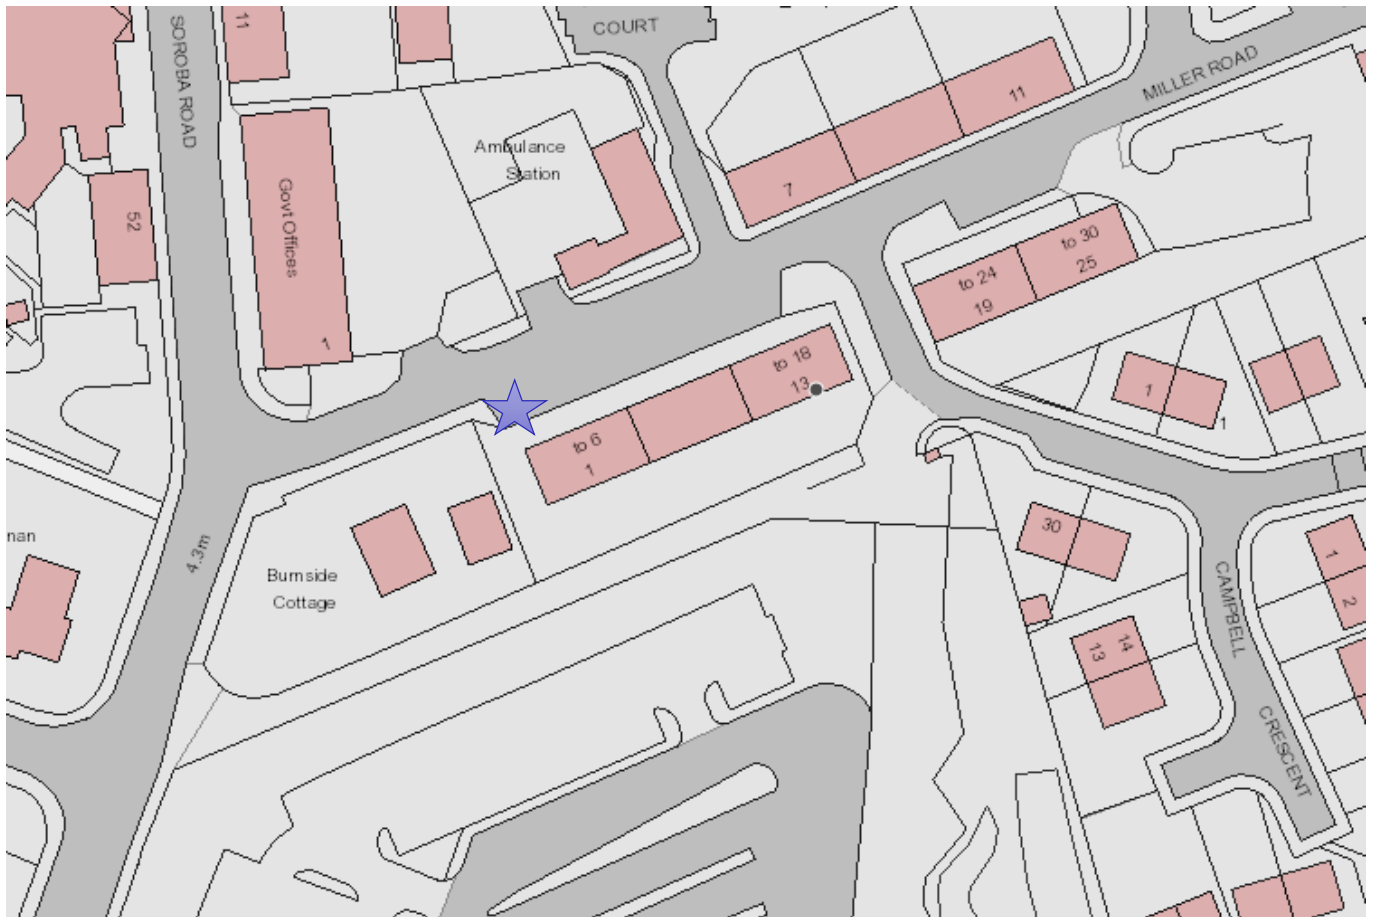 COURT
11
SOROBA ROAD
MILLER ROAD
11
Ambulance
Station
7
52
Govt Offices
1
to 30
25
to 24
19
to 18
13
1
1
to 6
1
nan
4.3m
30
Burnside
Cottage
1
2
CAMPBELL
13
14
CRESCENT